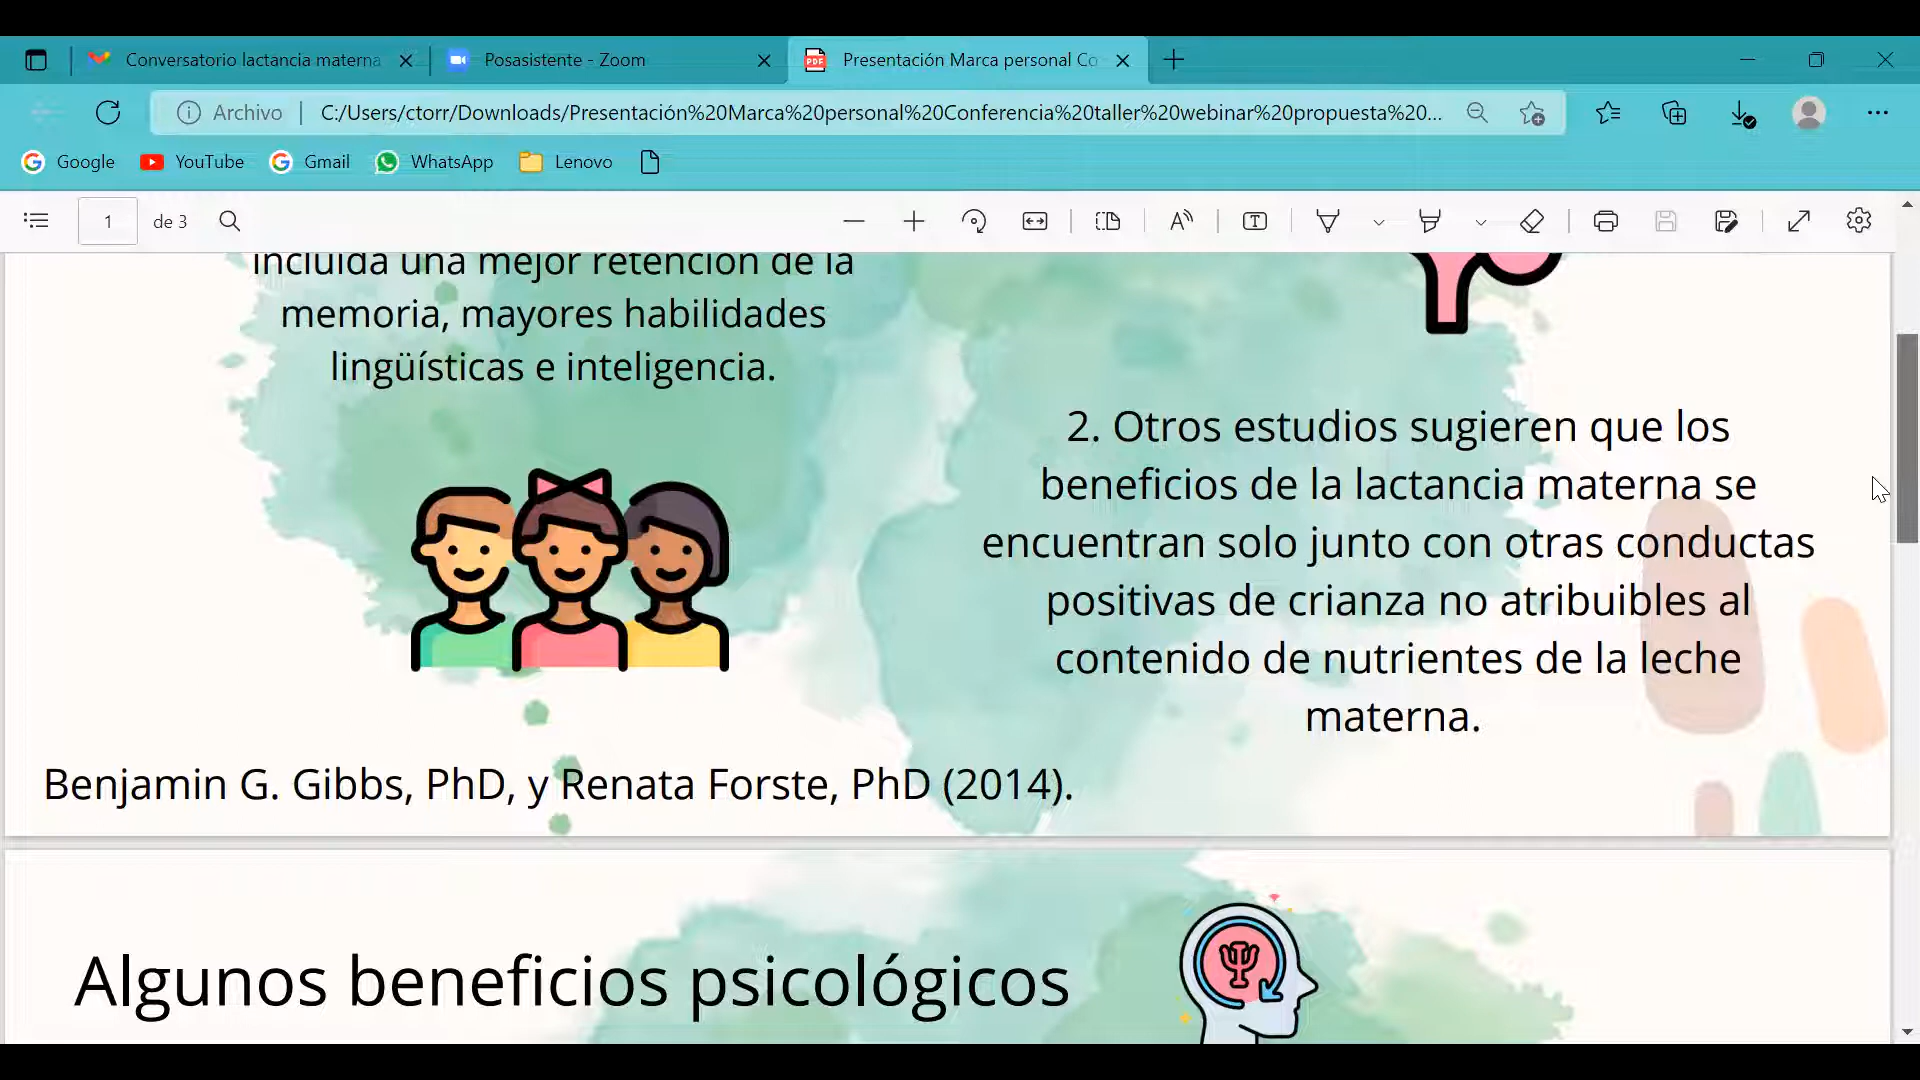 Conversatorio lactancia materna
Posasistente - Zoom
Presentación Marca personal Co
Archivo
C:/Users/ctorr/Downloads/Presentación%20Marca%20personal%20Conferencia%20taller%20webinar%20propuesta%20...
Google
YouTube
Gmail
WhatsApp
Lenovo
1
de 3
incluida una mejor retención de la
memoria, mayores habilidades
lingüísticas e inteligencia.
2. Otros estudios sugieren que los
beneficios de la lactancia materna se
encuentran solo junto con otras conductas
positivas de crianza no atribuibles al
contenido de nutrientes de la leche
materna.
Benjamin G. Gibbs, PhD, y Renata Forste, PhD (2014).
Algunos beneficios psicológicos